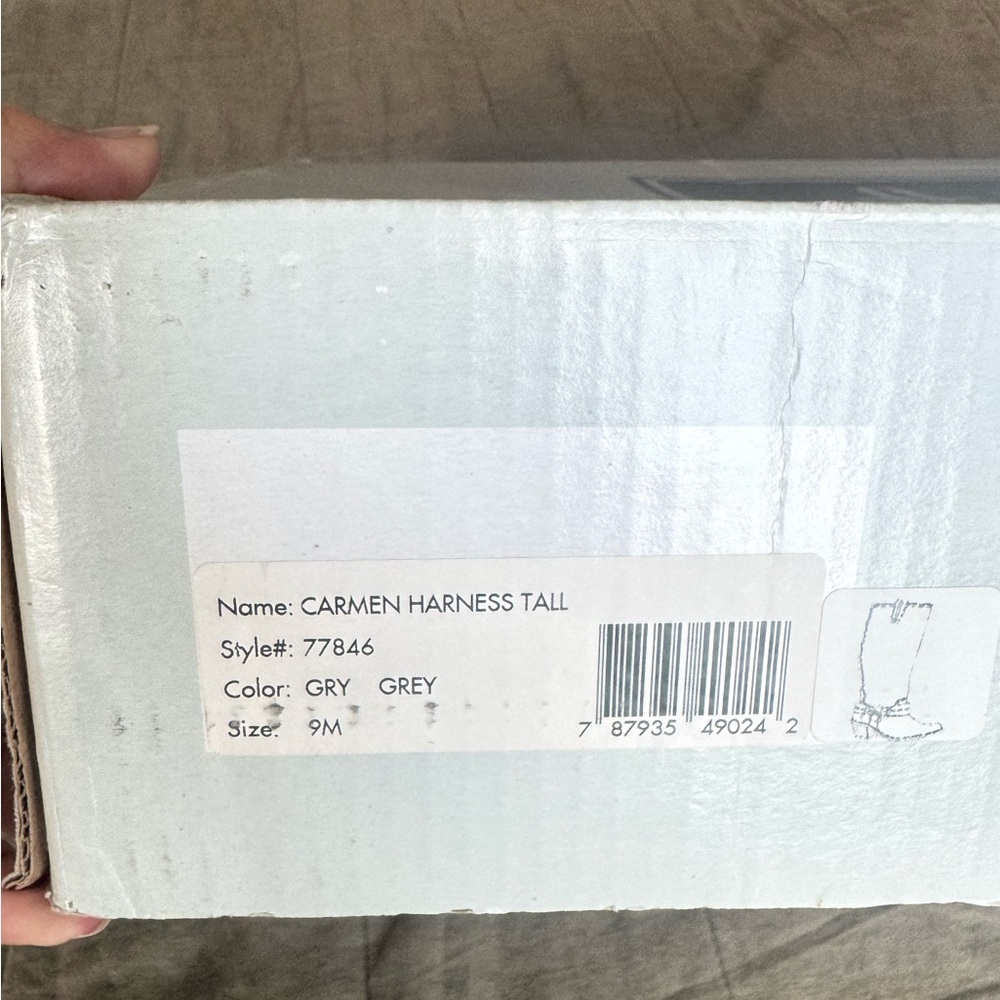 Name: CARMEN HARNESS TALL
Style#: 77846
Color: GRY GREY
Size: 9M
7 87935 49024 2